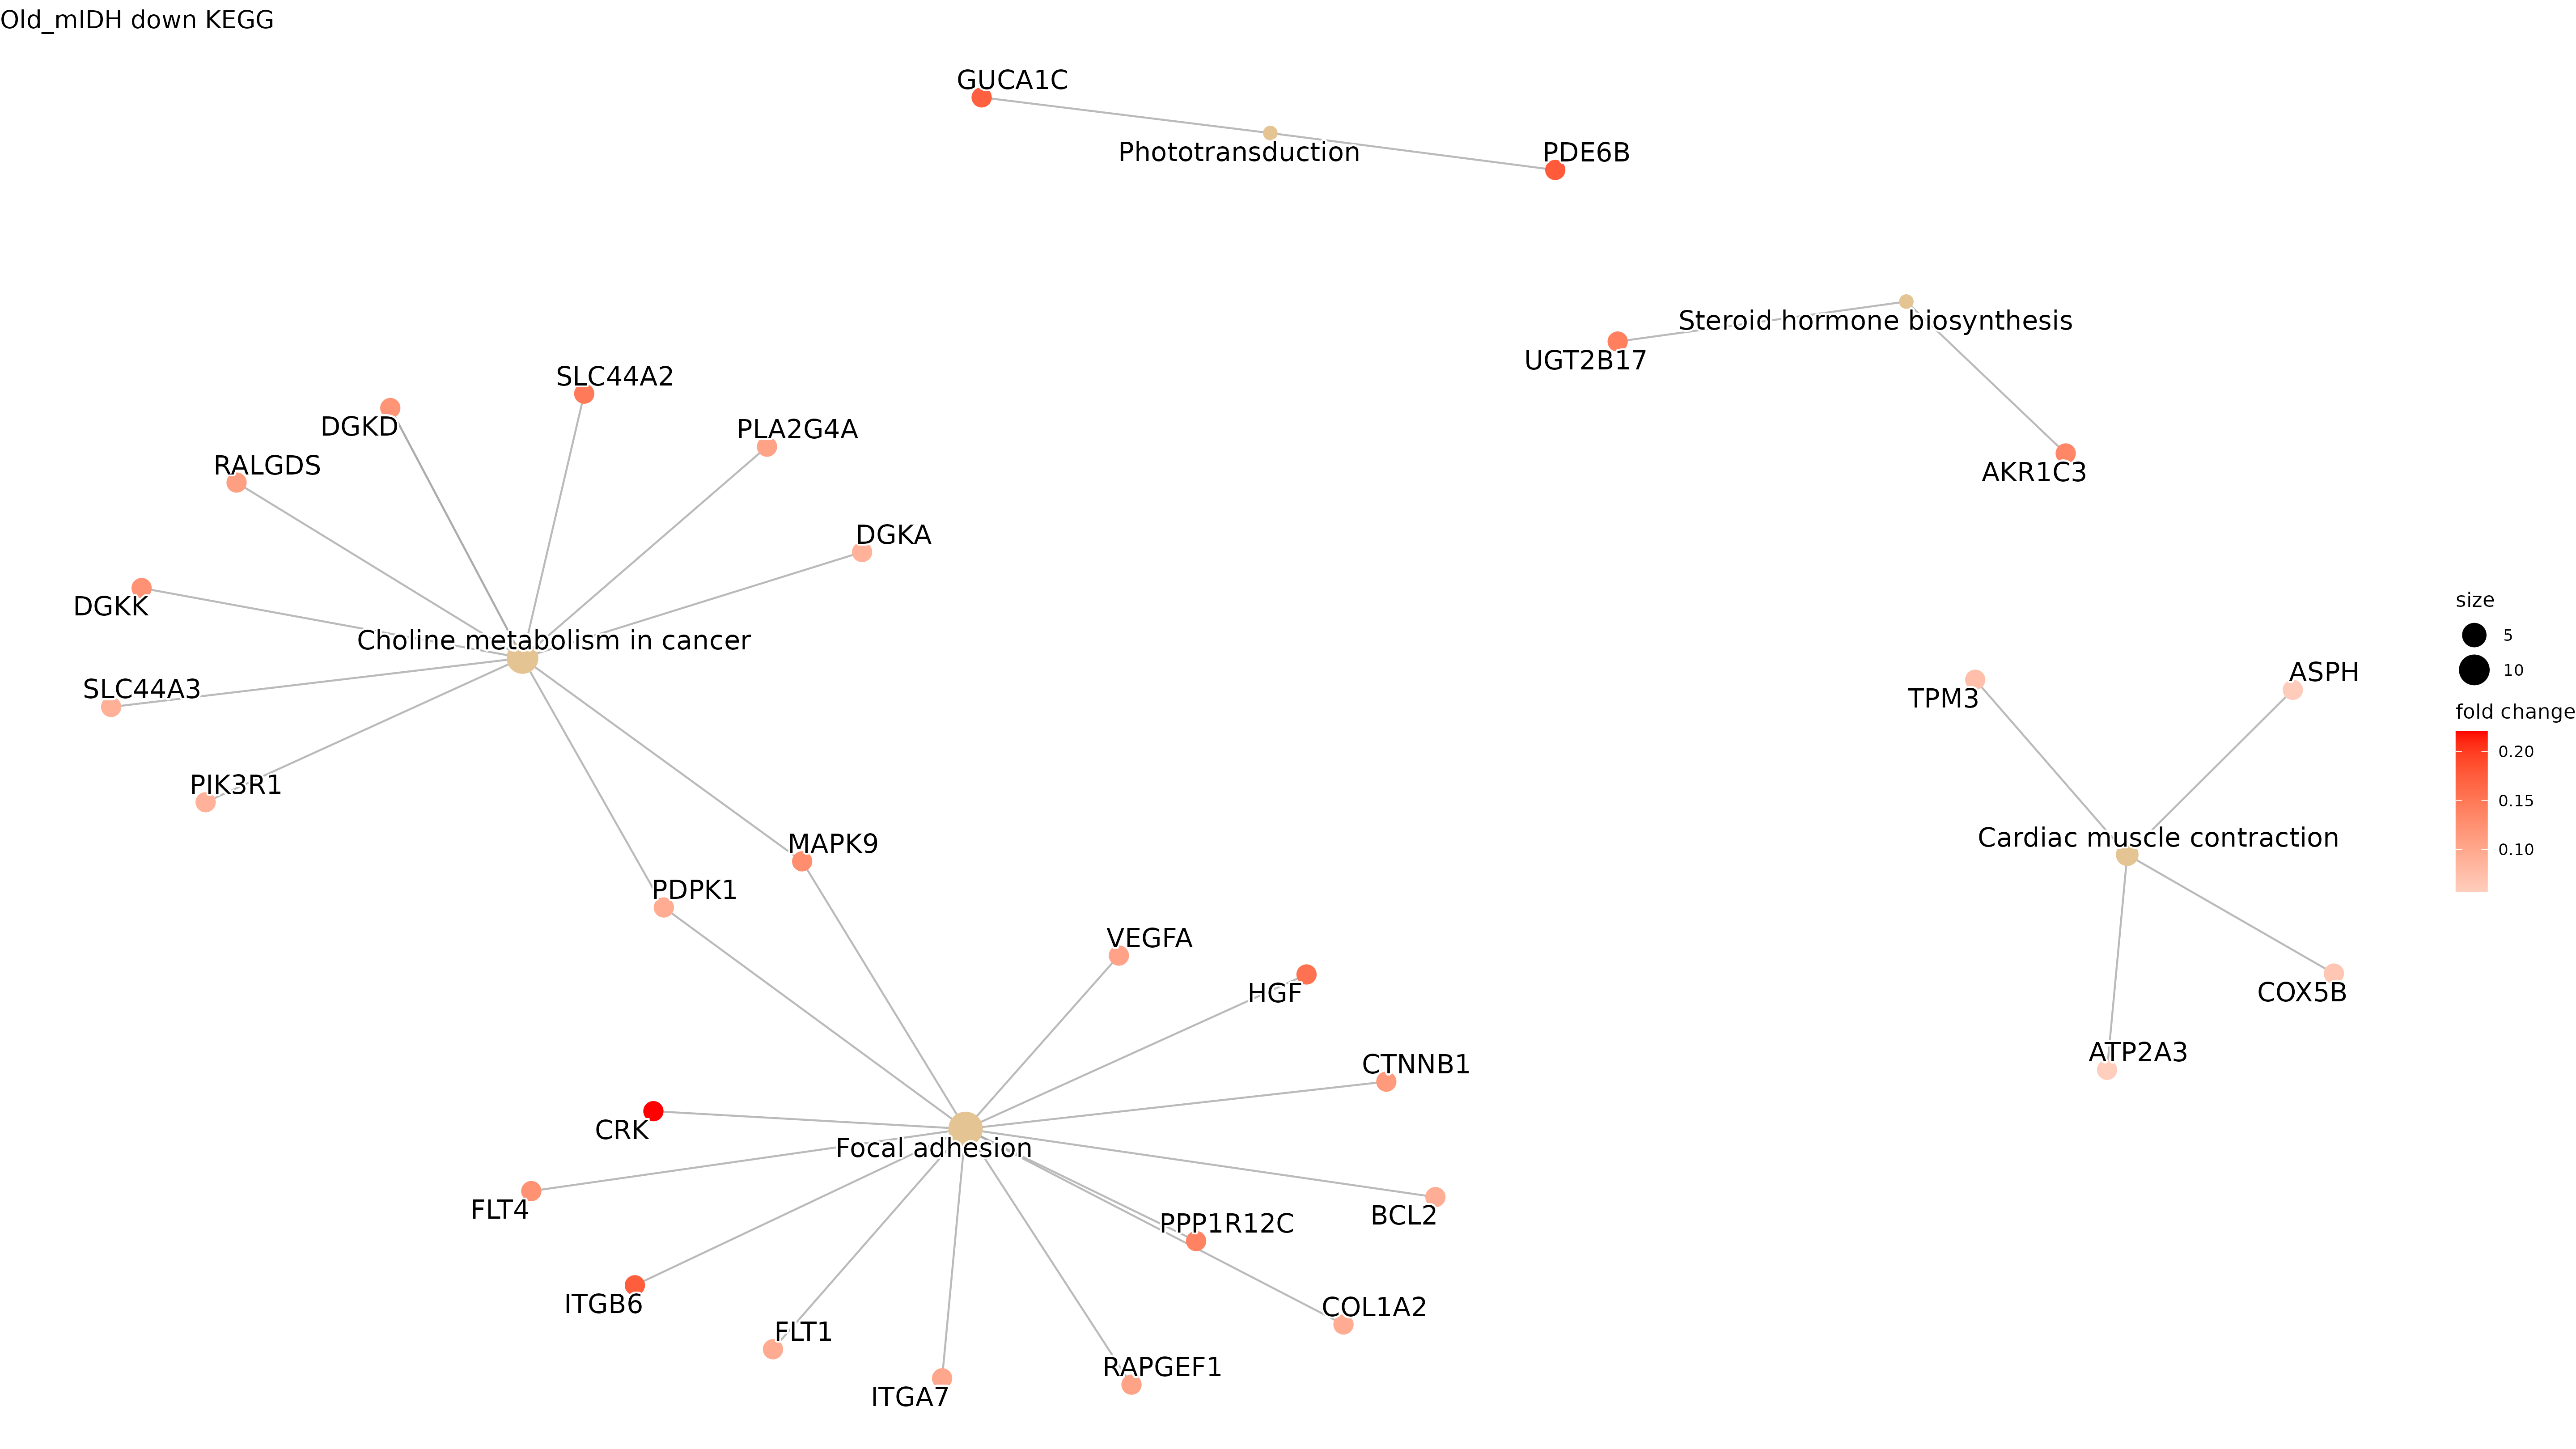 Old_mIDH down KEGG
GUCA1C
Phototransduction
PDE6B
Steroid hormone biosynthesis
UGT2B17
AKR1C3
SLC44A2
DGKD
PLA2G4A
RALGDS
DGKA
DGKK
Choline metabolism in cancer
SLC44A3
PIK3R1
MAPK9
PDPK1
VEGFA
HGF
CTNNB1
CRK
Focal adhesion
FLT4
BCL2
PPP1R12C
ITGB6
COL1A2
FLT1
RAPGEF1
ITGA7
TPM3
ASPH
Cardiac muscle contraction
COX5B
ATP2A3
size
5
10
fold change
0.20
0.15
0.10